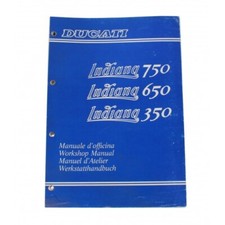 DUCATI
Indiana 750
Indiana 650
Indiana 350
Manuale d'officina
Workshop Manual
Manuel d'Atelier
Werkstatthandbuch